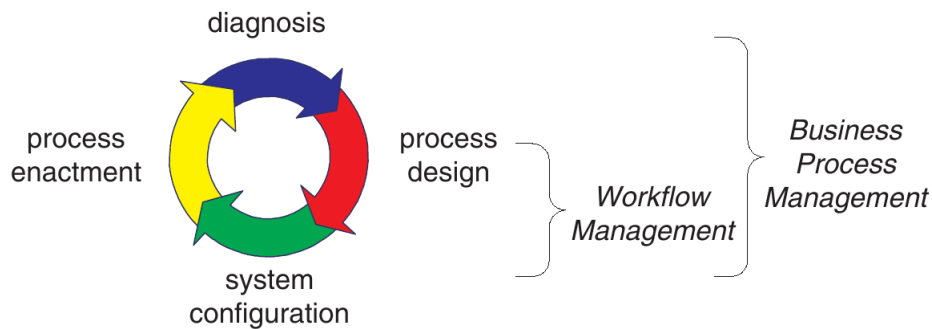 diagnosis
process
enactment
process
design
system
configuration
Workflow
Management
Business
Process
Management